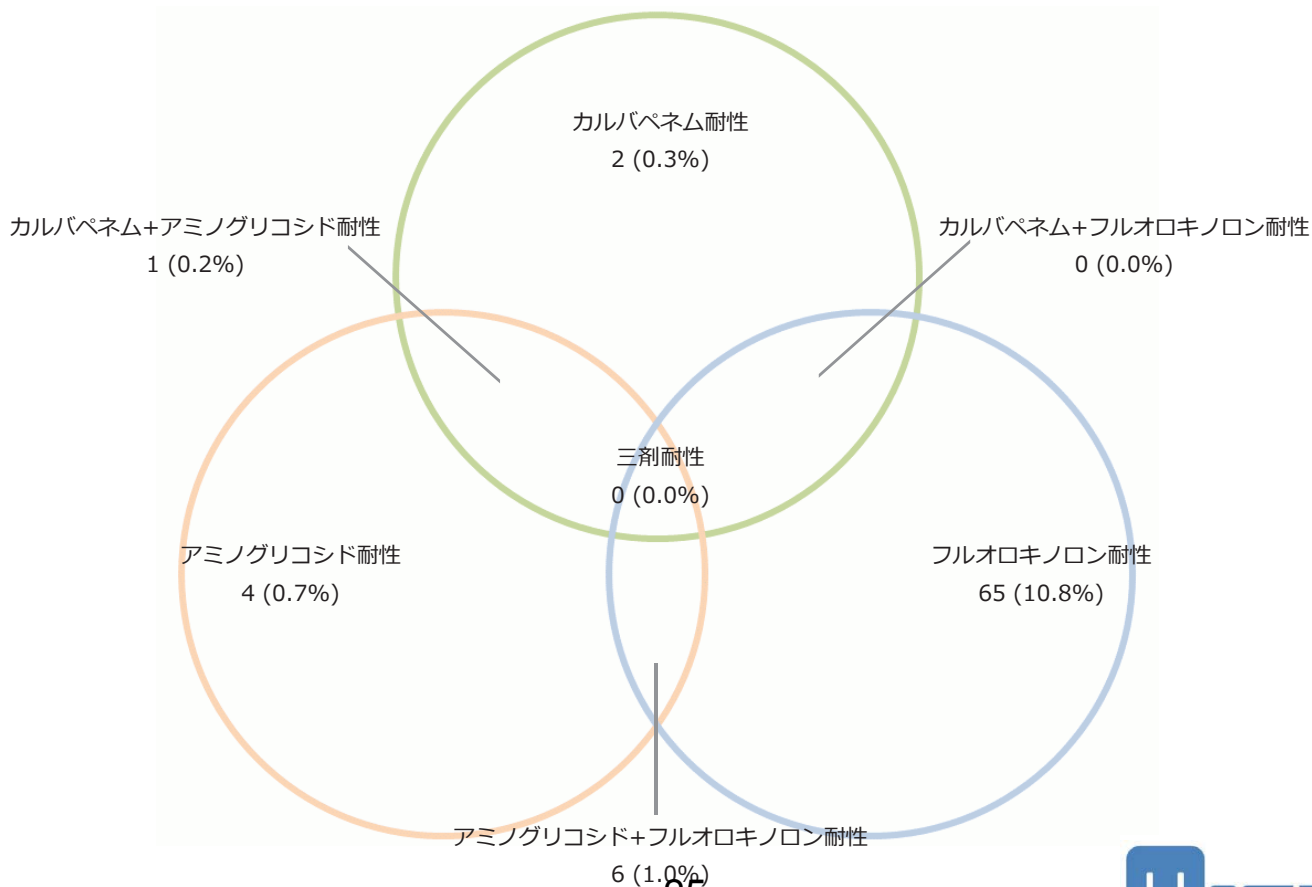 カルバペネム耐性
2 (0.3%)
カルバペネム+アミノグリコシド耐性
1 (0.2%)
カルバペネム+フルオロキノロン耐性
0 (0.0%)
三剤耐性
0 (0.0%)
アミノグリコシド耐性
4 (0.7%)
フルオロキノロン耐性
65 (10.8%)
アミノグリコシド+フルオロキノロン耐性
6 (1.0%)